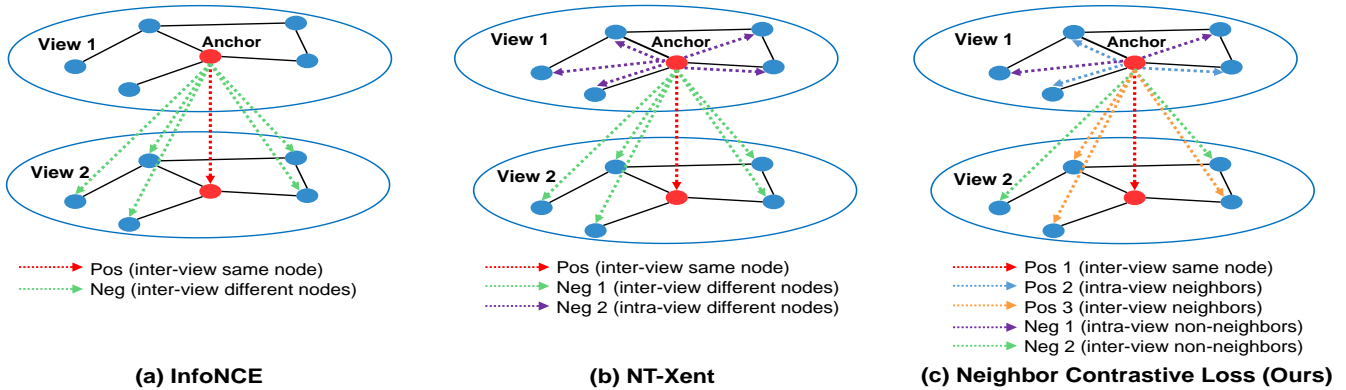 View 1
Anchor
View 2
Pos (inter-view same node)
Neg (inter-view different nodes)
(a) InfoNCE
View 1
Anchor
View 2
Pos (inter-view same node)
Neg 1 (inter-view different nodes)
Neg 2 (intra-view different nodes)
(b) NT-Xent
View 1
Anchor
View 2
Pos 1 (inter-view same node)
Pos 2 (intra-view neighbors)
Pos 3 (inter-view neighbors)
Neg 1 (intra-view non-neighbors)
Neg 2 (inter-view non-neighbors)
(c) Neighbor Contrastive Loss (Ours)